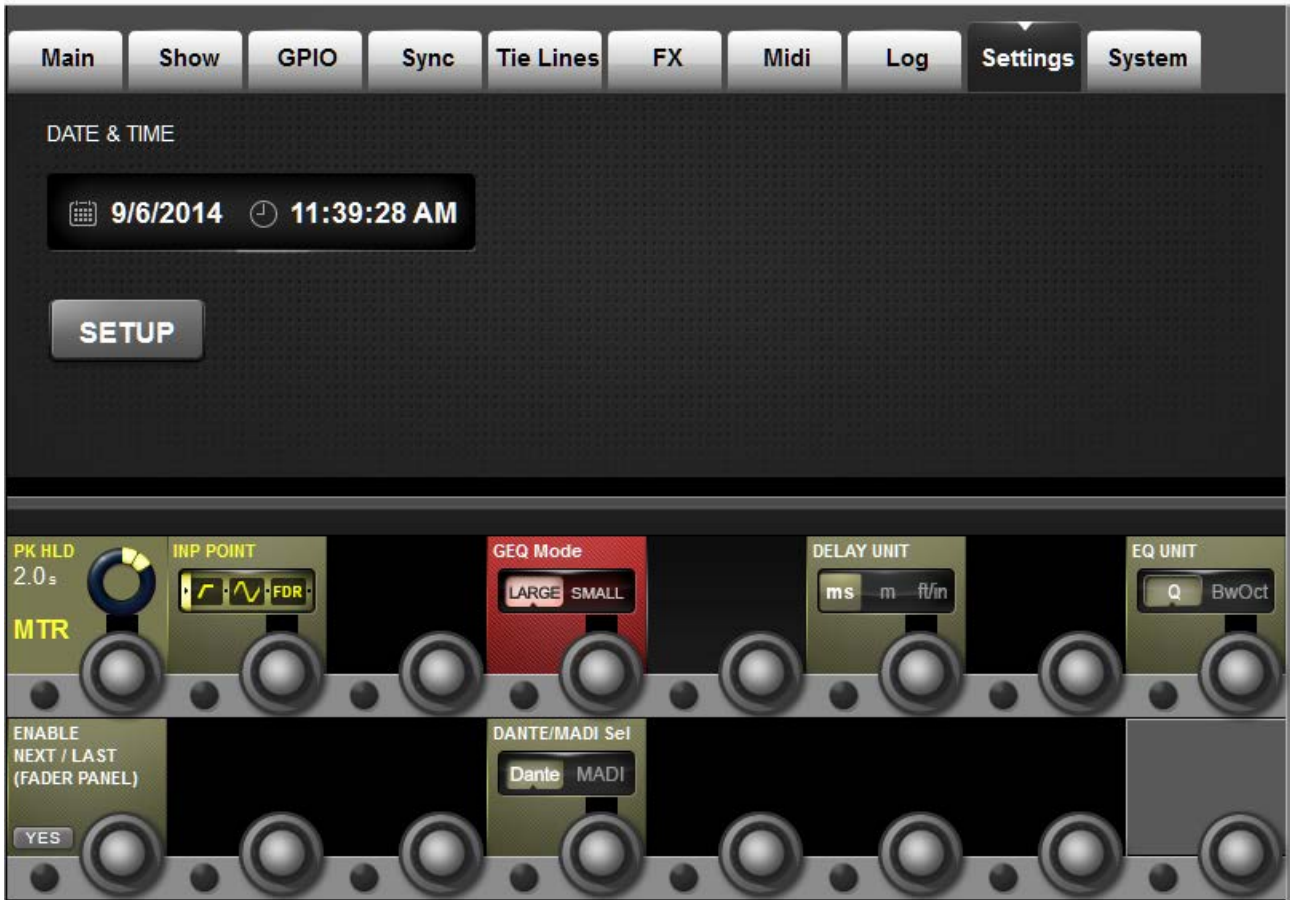 Main Show GPIO Sync Tie Lines FX Midi Log Settings System
DATE & TIME
9/6/2014 11:39:28 AM
SETUP
PK HLD
2.0s
MTR
INP POINT
FDR
GEQ Mode
LARGE SMALL
DELAY UNIT
ms m ft/in
EQ UNIT
Q BwOct
ENABLE
NEXT / LAST
(FADER PANEL)
YES
DANTE/MADI Sel
Dante MADI